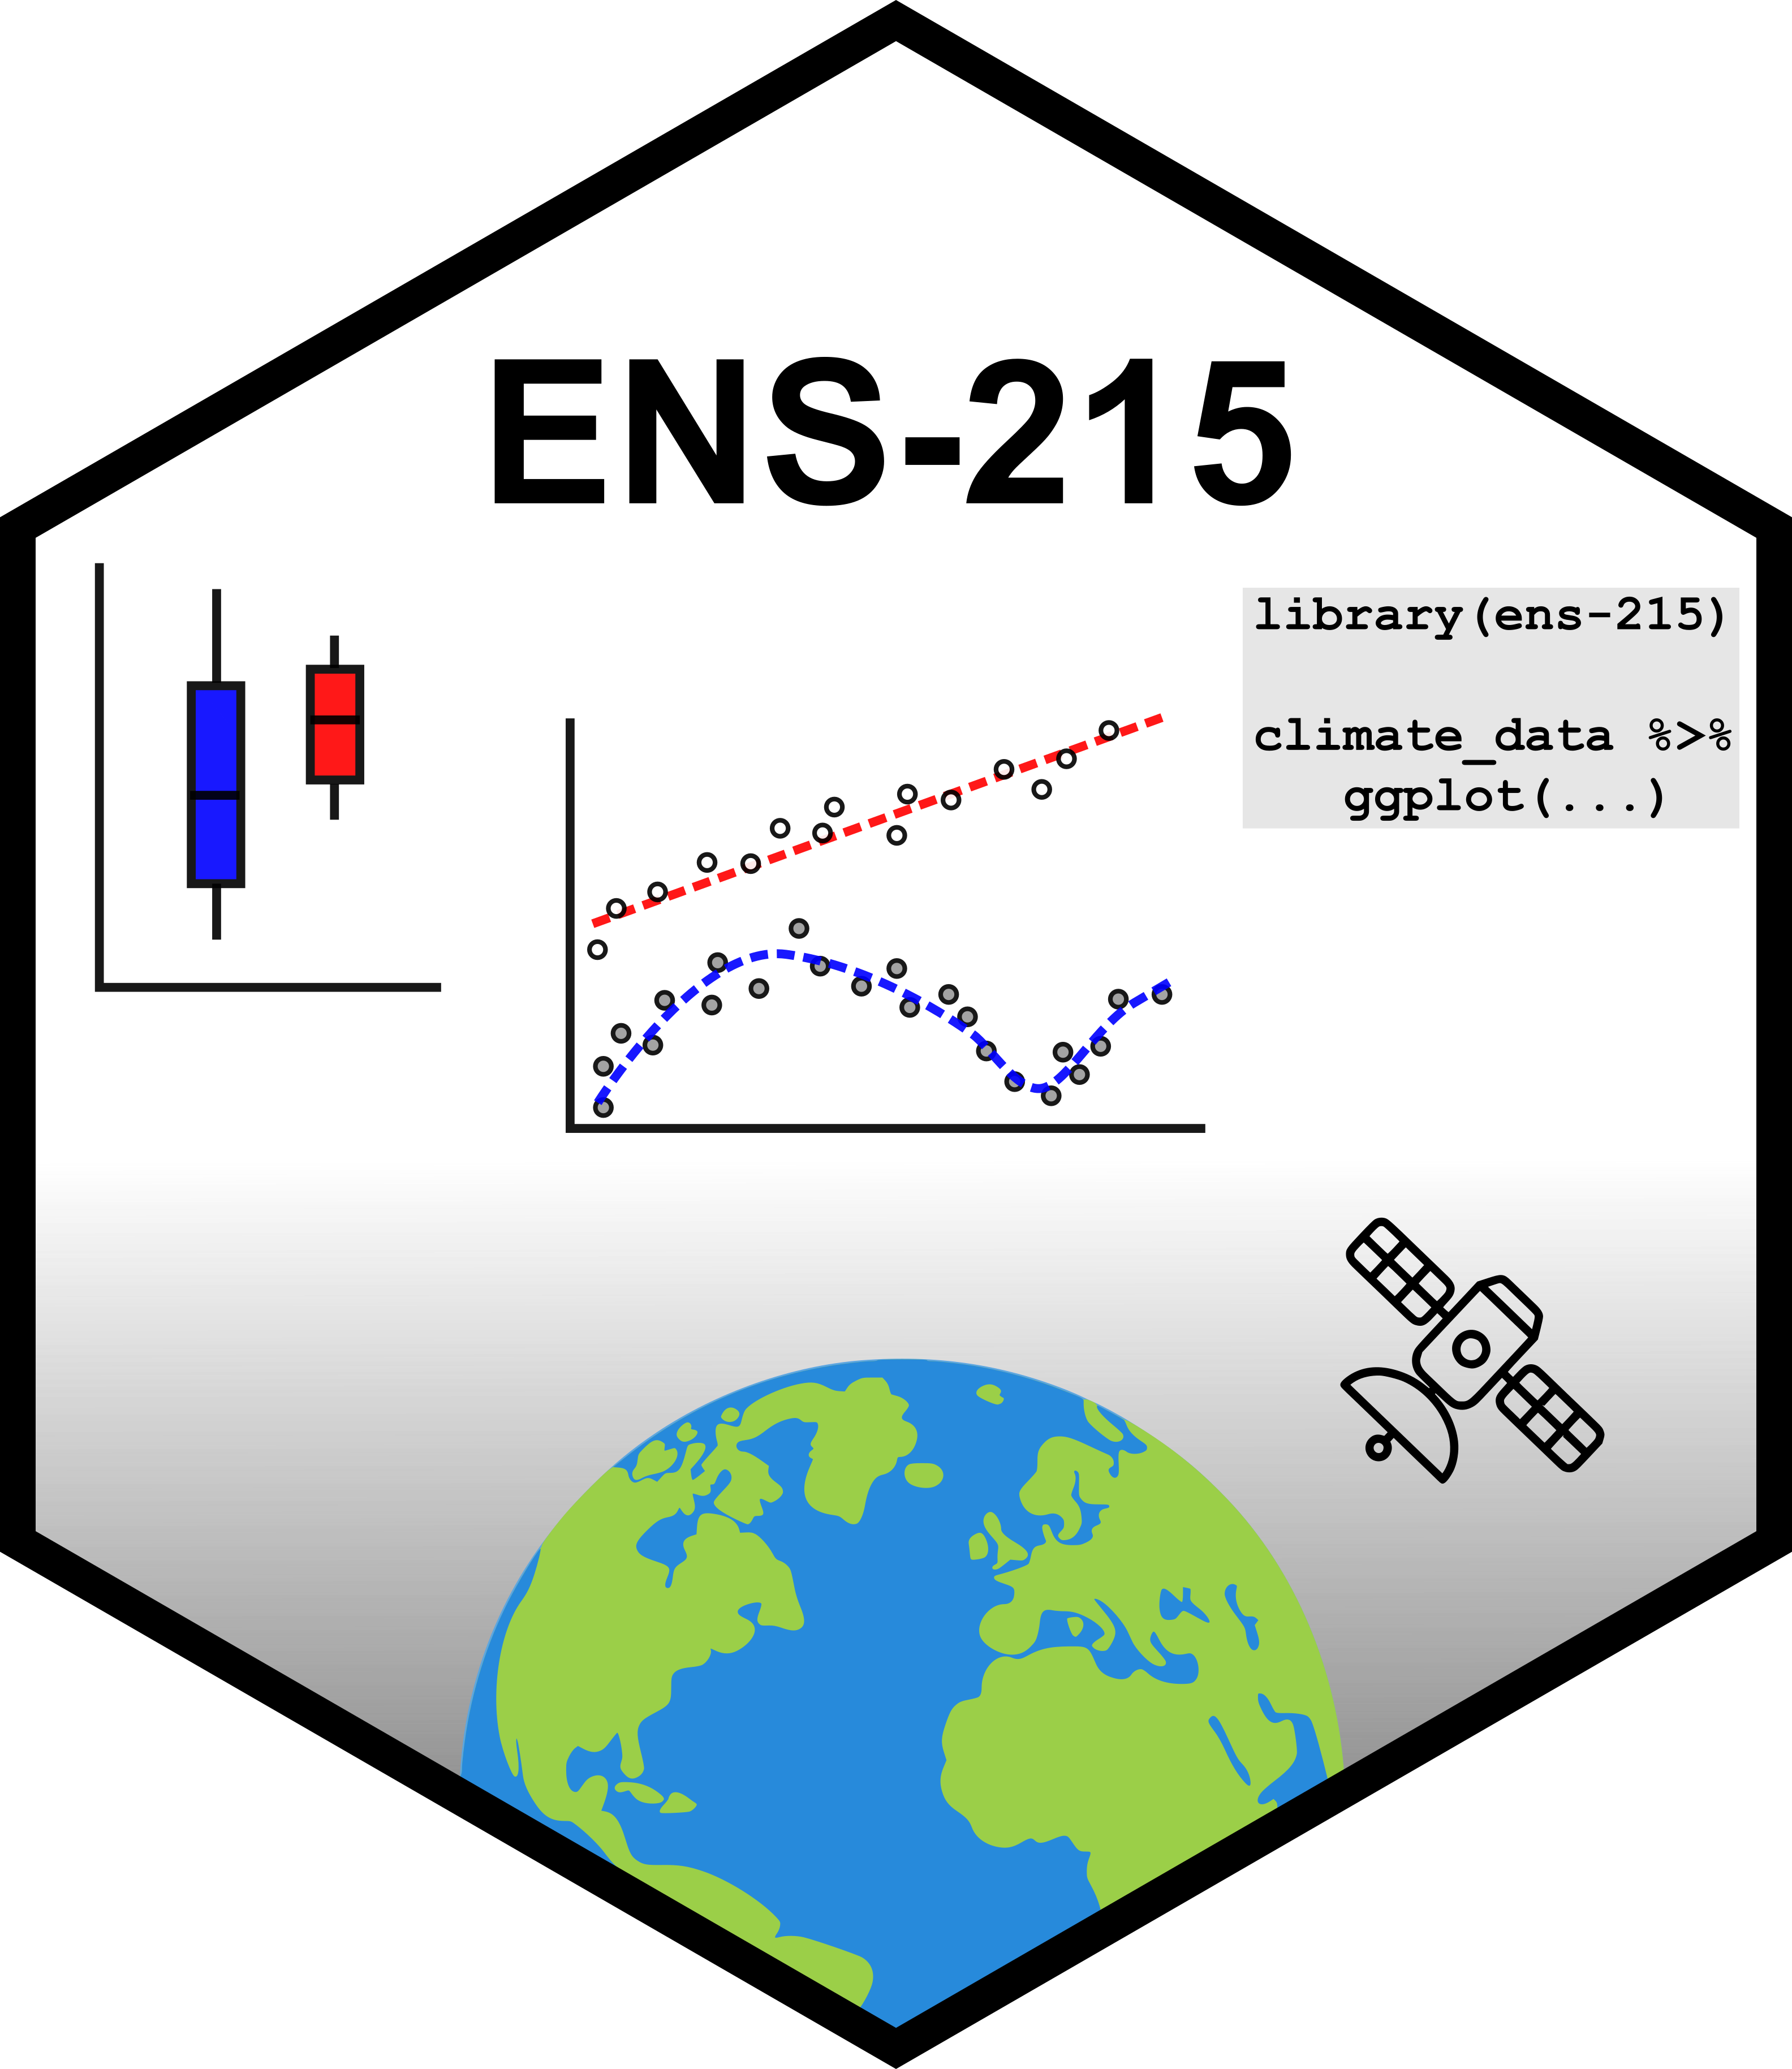 ENS-215
library(ens-215)
climate_data %>%
ggplot(...)